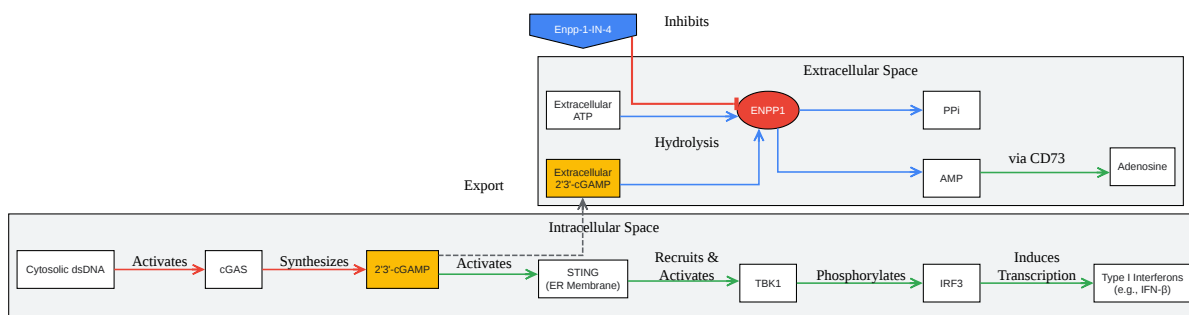 Enpp-1-IN-4
Inhibits
Extracellular Space
Extracellular
ATP
ENPP1
PPi
Hydrolysis
Extracellular
2'3'-cGAMP
AMP
via CD73
Adenosine
Export
Intracellular Space
Cytosolic dsDNA
Activates
cGAS
Synthesizes
2'3'-cGAMP
Activates
STING
(ER Membrane)
Recruits &
Activates
TBK1
Phosphorylates
IRF3
Induces
Transcription
Type I Interferons
(e.g., IFN-β)